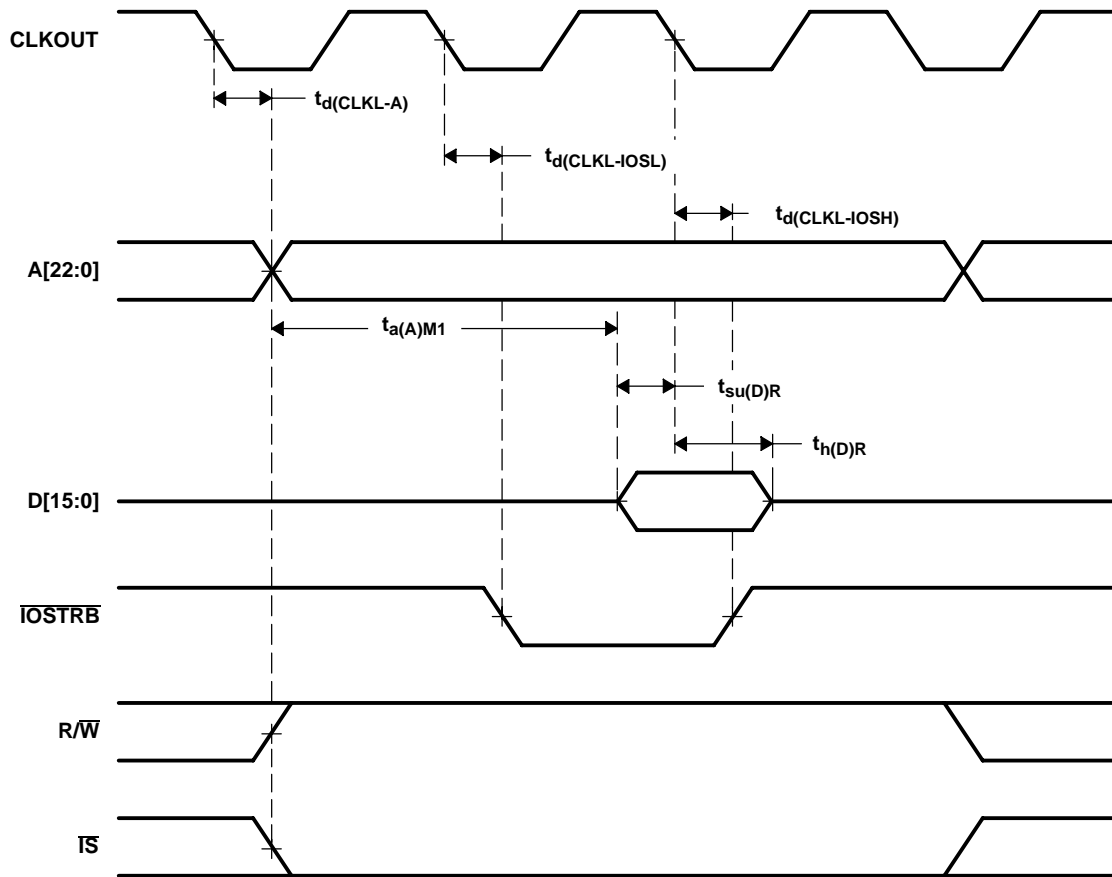 CLKOUT
td(CLKL-A)
td(CLKL-IOSL)
td(CLKL-IOSH)
A[22:0]
ta(A)M1
tsu(D)R
th(D)R
D[15:0]
IOSTRB
R/W
IS